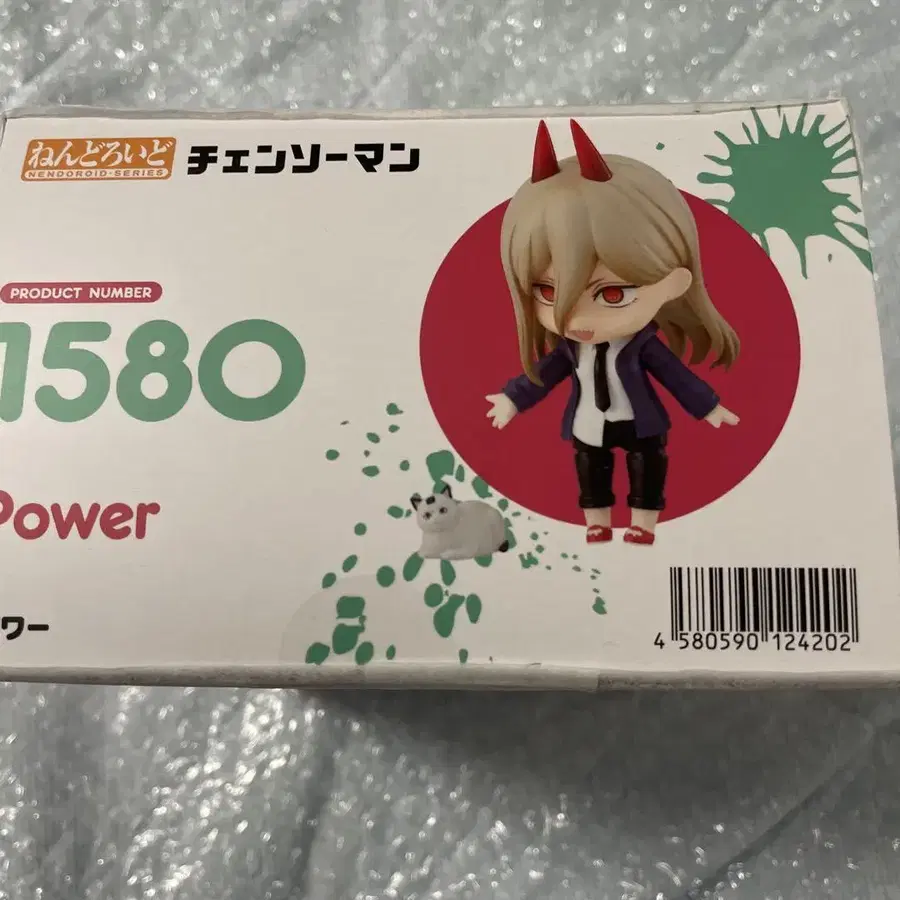 ねんどろいど
NENDOROID·SERIES
チェンソーマン
PRODUCT NUMBER
1580
Power
ワー
4 580590 124202